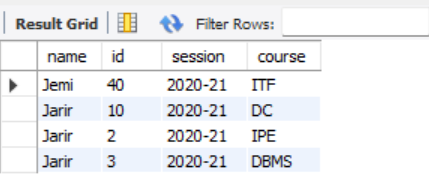 Result Grid Filter Rows:
name id session course
Jemi 40 2020-21 ITF
Jarir 10 2020-21 DC
Jarir 2 2020-21 IPE
Jarir 3 2020-21 DBMS